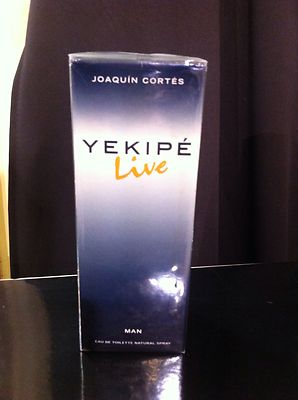 JOAQUÍN CORTÉS
YEKIPÉ
Live
MAN
EAU DE TOILETTE NATURAL SPRAY